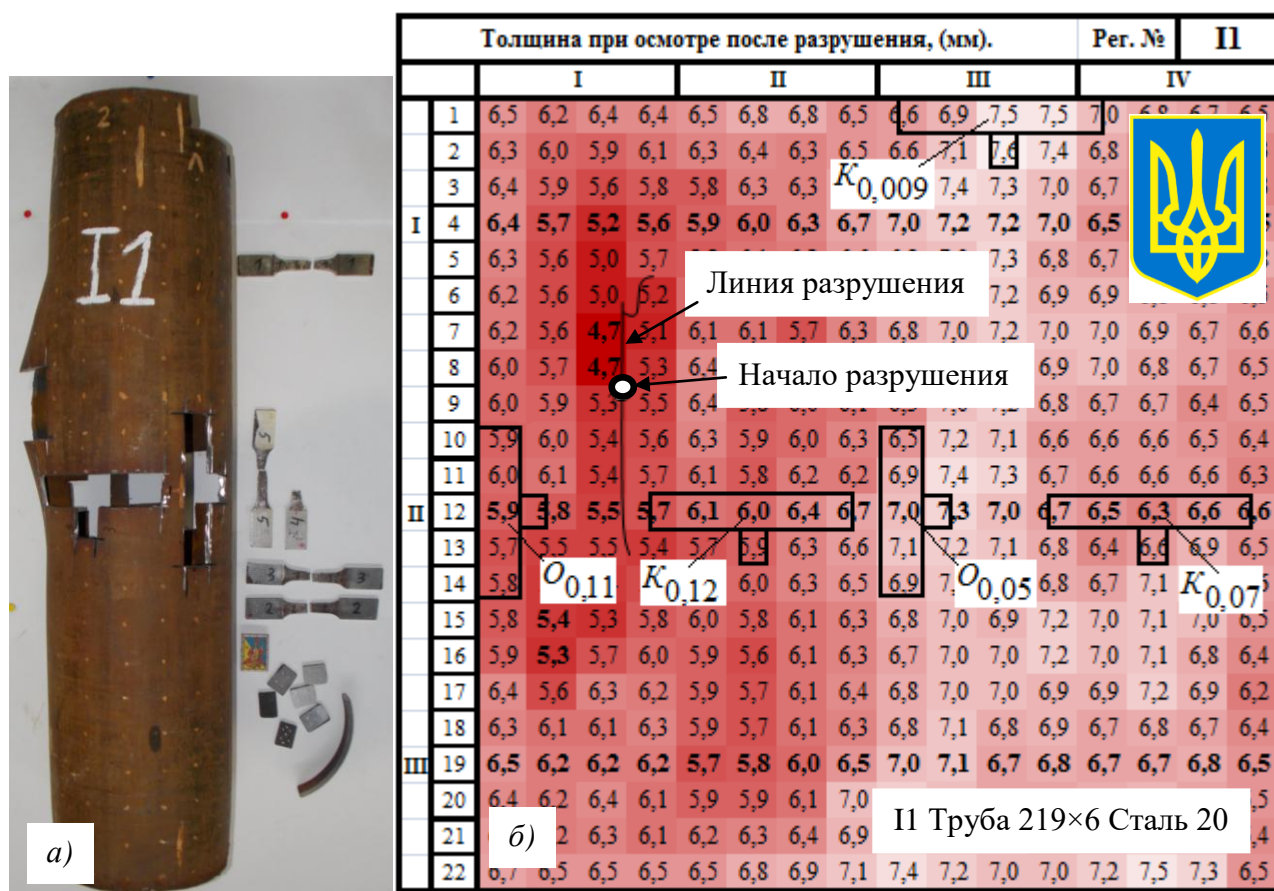 Толщина при осмотре после разрушения, (мм). Рег. № I1
I II III IV
1 6,5 6,2 6,4 6,4 6,5 6,8 6,8 6,5 6,6 6,9 7,5 7,5 7,0 6,8 6,7 6,5
2 6,3 6,0 5,9 6,1 6,3 6,4 6,3 6,5 6,6 7,1 7,6 7,4 6,8
3 6,4 5,9 5,6 5,8 5,8 6,3 6,3 K0,009 7,4 7,3 7,0 6,7
I 4 6,4 5,7 5,2 5,6 5,9 6,0 6,3 6,7 7,0 7,2 7,2 7,0 6,5
5 6,3 5,6 5,0 5,7 7,3 6,8 6,7
6 6,2 5,6 5,0 5,2 Линия разрушения 7,2 6,9 6,9
7 6,2 5,6 4,7 5,1 6,1 6,1 5,7 6,3 6,8 7,0 7,2 7,0 7,0 6,9 6,7 6,6
8 6,0 5,7 4,7 5,3 6,4 Начало разрушения 6,9 7,0 6,8 6,7 6,5
9 6,0 5,9 5,3 5,5 6,4 6,8 6,7 6,7 6,4 6,5
10 5,9 6,0 5,4 5,6 6,3 5,9 6,0 6,3 6,5 7,2 7,1 6,6 6,6 6,6 6,5 6,4
11 6,0 6,1 5,4 5,7 6,1 5,8 6,2 6,2 6,9 7,4 7,3 6,7 6,6 6,6 6,6 6,3
II 12 5,9 5,8 5,5 5,7 6,1 6,0 6,4 6,7 7,0 7,3 7,0 6,7 6,5 6,3 6,6 6,6
13 5,7 5,5 5,5 5,4 5,9 6,3 6,6 7,1 7,2 7,1 6,8 6,4 6,6 6,9 6,5
14 5,8 O0,11 K0,12 6,0 6,3 6,5 6,9 O0,05 6,8 6,7 7,1 K0,07
15 5,8 5,4 5,3 5,8 6,0 5,8 6,1 6,3 6,8 7,0 6,9 7,2 7,0 7,1 7,0 6,5
16 5,9 5,3 5,7 6,0 5,9 5,6 6,1 6,3 6,7 7,0 7,0 7,2 7,0 7,1 6,8 6,4
17 6,4 5,6 6,3 6,2 5,9 5,7 6,1 6,4 6,8 7,0 7,0 6,9 6,9 7,2 6,9 6,2
18 6,3 6,1 6,1 6,3 5,9 5,7 6,1 6,3 6,8 7,1 6,8 6,9 6,7 6,8 6,7 6,4
III 19 6,5 6,2 6,2 6,2 5,7 5,8 6,0 6,5 7,0 7,1 6,7 6,8 6,7 6,7 6,8 6,5
20 6,4 6,2 6,4 6,1 5,9 5,9 6,1 7,0
21 6,3 6,1 6,2 6,3 6,4 6,9
22 6,7 6,5 6,5 6,5 6,5 6,8 6,9 7,1 7,4 7,2 7,0 7,0 7,2 7,5 7,3 6,5
I1 Труба 219×6 Сталь 20
а)
б)
2
I1
1 1
5
5
4
3 3
2 2